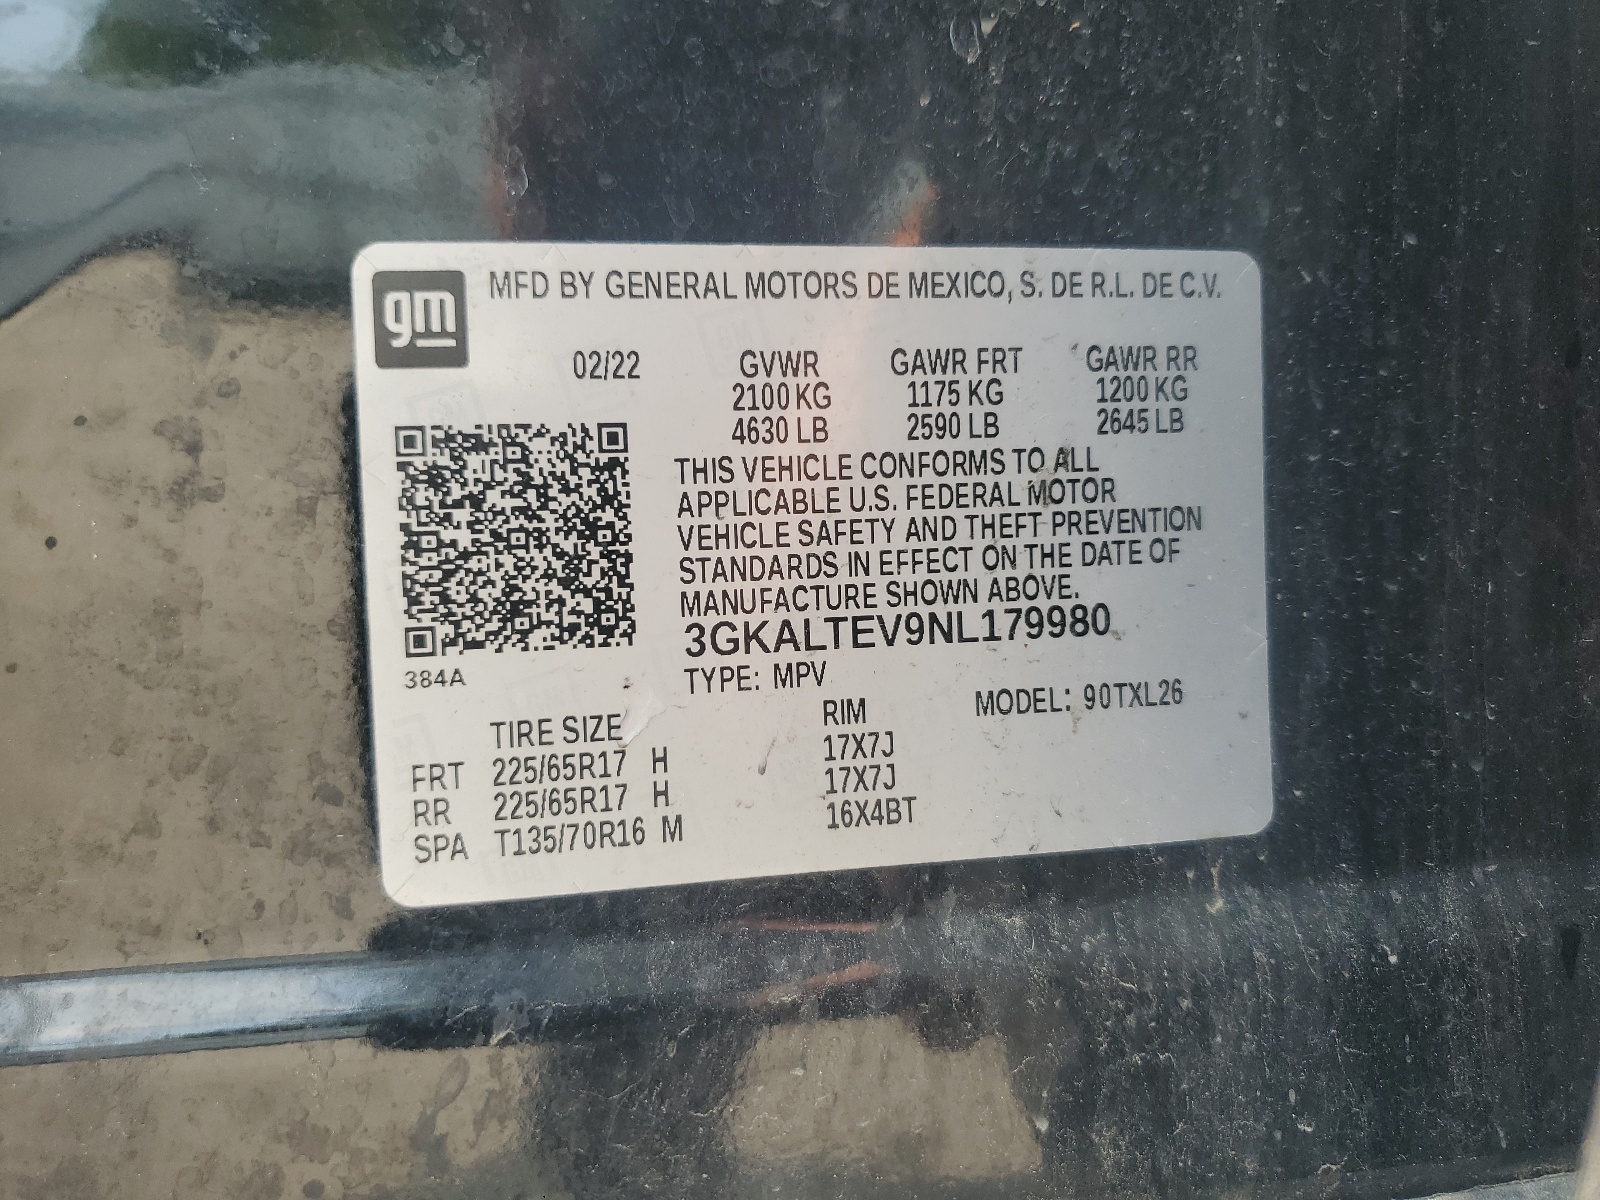 gm
MFD BY GENERAL MOTORS DE MEXICO, S. DE R.L. DE C.V.
02/22 GVWR GAWR FRT GAWR RR
2100 KG 1175 KG 1200 KG
4630 LB 2590 LB 2645 LB
THIS VEHICLE CONFORMS TO ALL
APPLICABLE U.S. FEDERAL MOTOR
VEHICLE SAFETY AND THEFT PREVENTION
STANDARDS IN EFFECT ON THE DATE OF
MANUFACTURE SHOWN ABOVE.
3GKALTEV9NL179980
384A
TYPE: MPV
MODEL: 90TXL26
TIRE SIZE RIM
FRT 225/65R17 H 17X7J
RR 225/65R17 H 17X7J
SPA T135/70R16 M 16X4BT